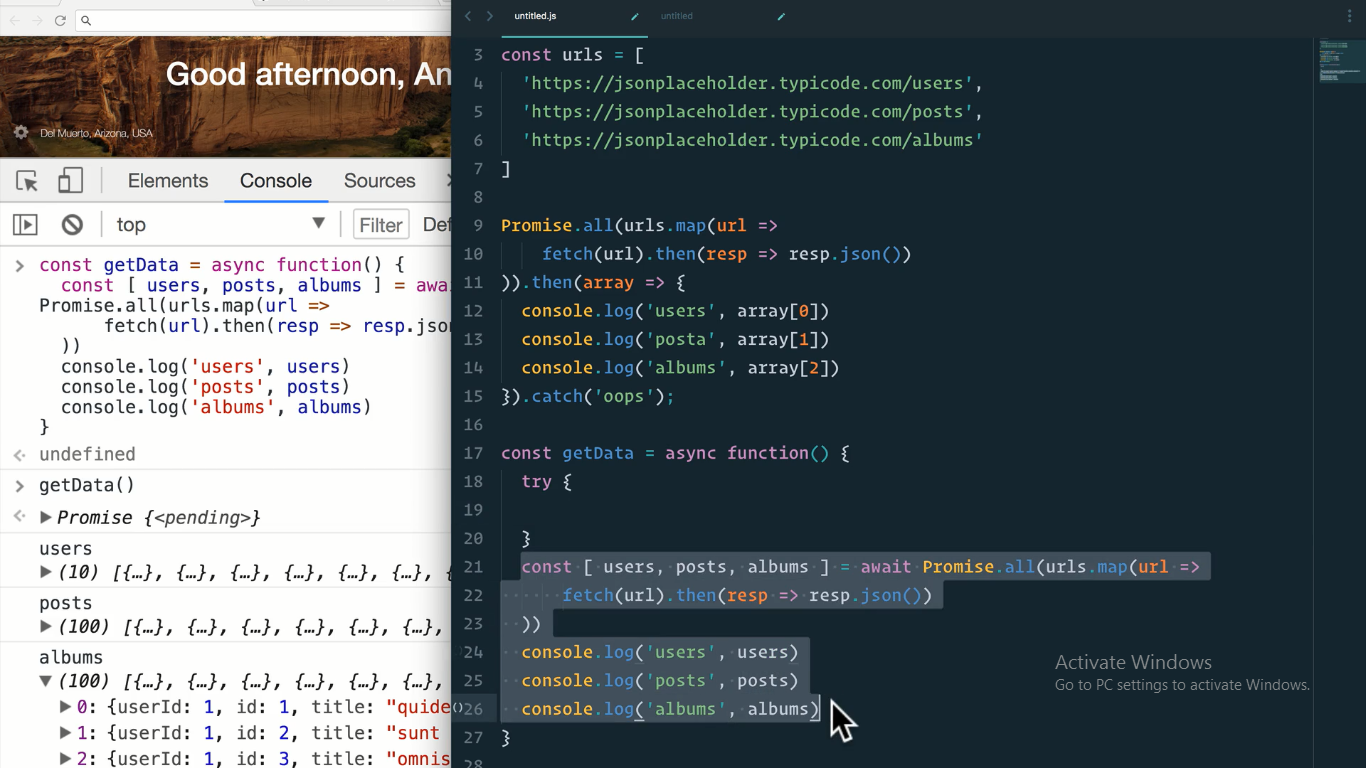 Good afternoon, An
Del Muerto, Arizona, USA
Elements Console Sources
top Filter Def
const getData = async function() {
const [ users, posts, albums ] = awa
Promise.all(urls.map(url =>
fetch(url).then(resp => resp.json
))
console.log('users', users)
console.log('posts', posts)
console.log('albums', albums)
}
undefined
getData()
Promise {<pending>}
users
(10) [{…}, {…}, {…}, {…}, {…}, {…}, {
posts
(100) [{…}, {…}, {…}, {…}, {…}, {…},
albums
(100) [{…}, {…}, {…}, {…}, {…}, {…},
0: {userId: 1, id: 1, title: "quide
1: {userId: 1, id: 2, title: "sunt
2: {userId: 1, id: 3, title: "omnis
untitled.js untitled
3 const urls = [
4 'https://jsonplaceholder.typicode.com/users',
5 'https://jsonplaceholder.typicode.com/posts',
6 'https://jsonplaceholder.typicode.com/albums'
7 ]
8
9 Promise.all(urls.map(url =>
10 fetch(url).then(resp => resp.json())
11 )).then(array => {
12 console.log('users', array[0])
13 console.log('posta', array[1])
14 console.log('albums', array[2])
15 }).catch('oops');
16
17 const getData = async function() {
18 try {
19
20 }
21 const [ users, posts, albums ] = await Promise.all(urls.map(url =>
22 fetch(url).then(resp => resp.json())
23 ))
24 console.log('users', users)
25 console.log('posts', posts)
26 console.log('albums', albums)
27 }
28
Activate Windows
Go to PC settings to activate Windows.